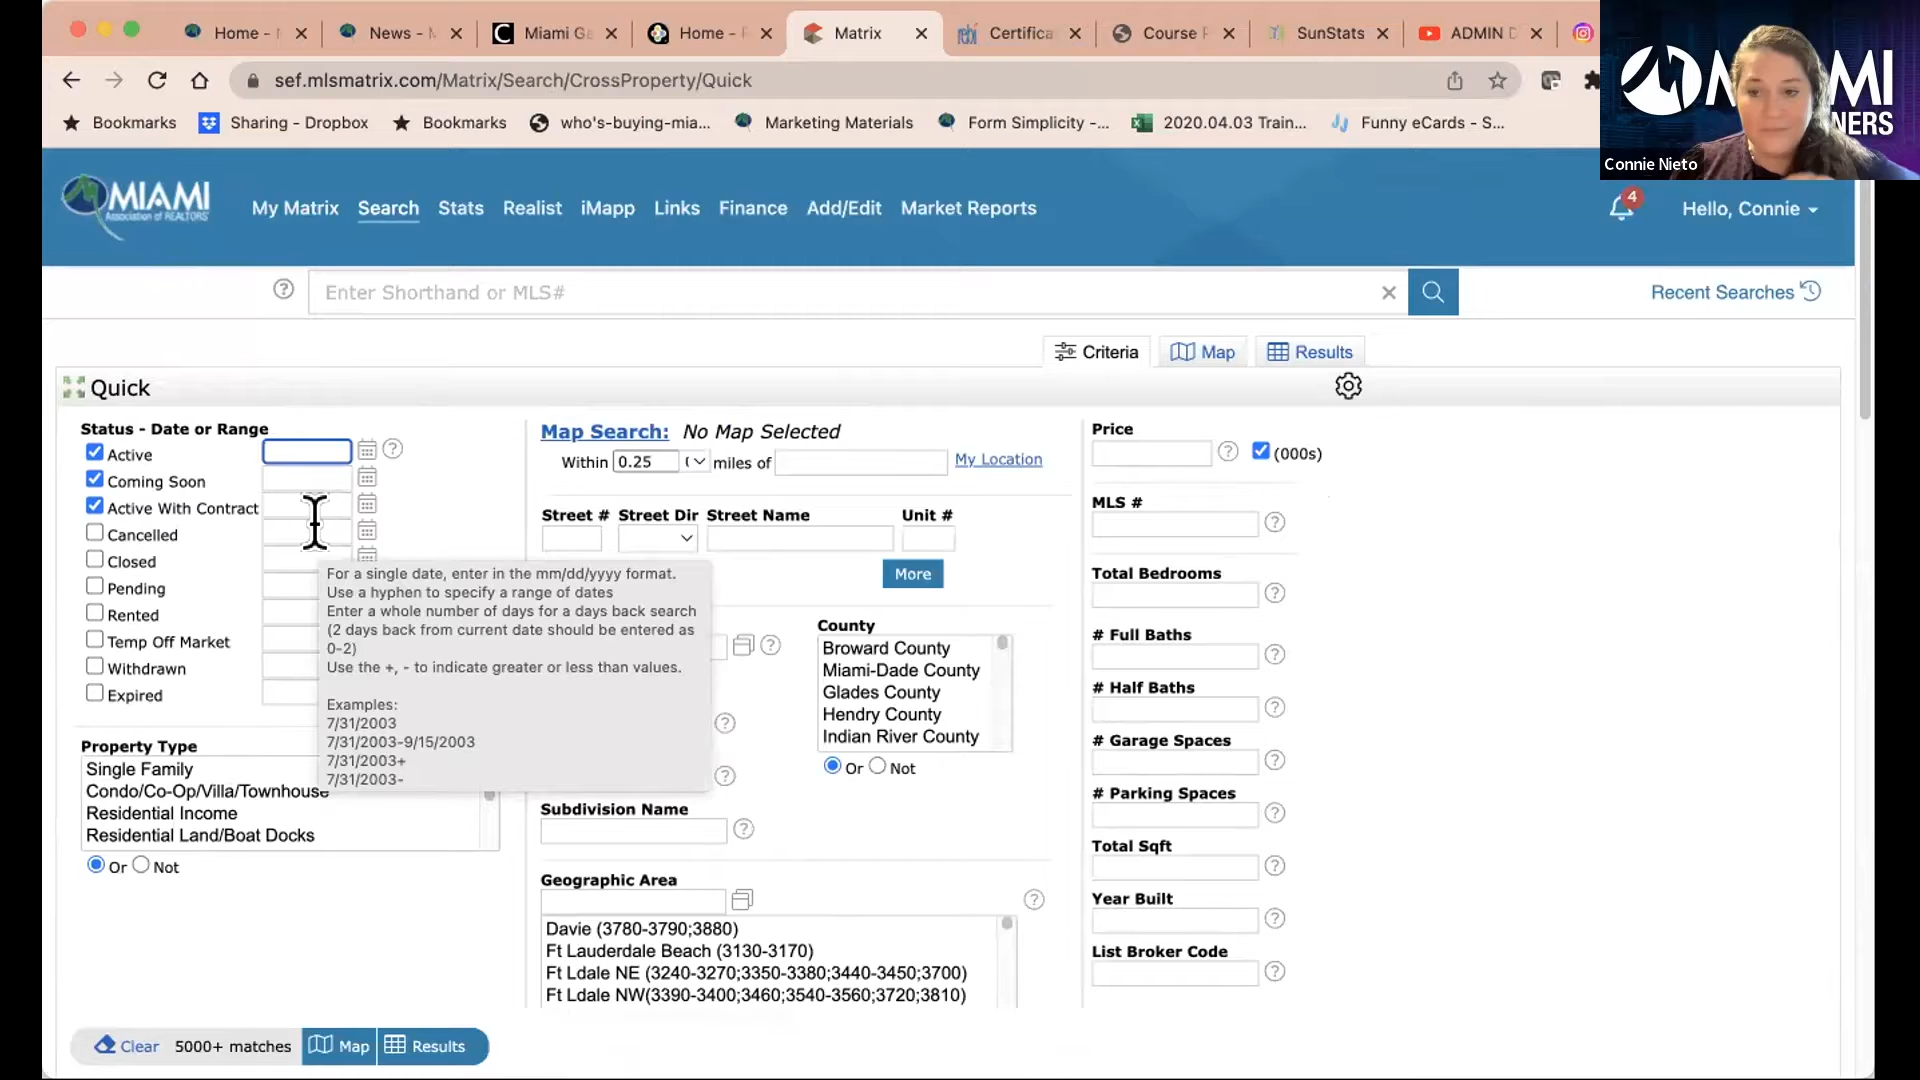 Home -
News -
Miami Ga
Home -
Matrix
Certifica
Course
SunStats
ADMIN
sef.mlsmatrix.com/Matrix/Search/CrossProperty/Quick
Bookmarks
Sharing - Dropbox
Bookmarks
who's-buying-mia...
Marketing Materials
Form Simplicity -...
2020.04.03 Train...
Funny eCards - S...
Connie Nieto
MIAMI
Association of REALTORS
My Matrix
Search
Stats
Realist
iMapp
Links
Finance
Add/Edit
Market Reports
4
Hello, Connie
Enter Shorthand or MLS#
Recent Searches
Criteria
Map
Results
Quick
Status - Date or Range
Active
Coming Soon
Active With Contract
Cancelled
Closed
Pending
Rented
Temp Off Market
Withdrawn
Expired
For a single date, enter in the mm/dd/yyyy format.
Use a hyphen to specify a range of dates
Enter a whole number of days for a days back search
(2 days back from current date should be entered as
0-2)
Use the +, - to indicate greater or less than values.
Examples:
7/31/2003
7/31/2003-9/15/2003
7/31/2003+
7/31/2003-
Property Type
Single Family
Condo/Co-Op/Villa/Townhouse
Residential Income
Residential Land/Boat Docks
Or Not
Map Search: No Map Selected
Within 0.25 miles of My Location
Street # Street Dir Street Name Unit #
More
County
Broward County
Miami-Dade County
Glades County
Hendry County
Indian River County
Or Not
Subdivision Name
Geographic Area
Davie (3780-3790;3880)
Ft Lauderdale Beach (3130-3170)
Ft Ldale NE (3240-3270;3350-3380;3440-3450;3700)
Ft Ldale NW(3390-3400;3460;3540-3560;3720;3810)
Price
(000s)
MLS #
Total Bedrooms
# Full Baths
# Half Baths
# Garage Spaces
# Parking Spaces
Total Sqft
Year Built
List Broker Code
Clear 5000+ matches Map Results